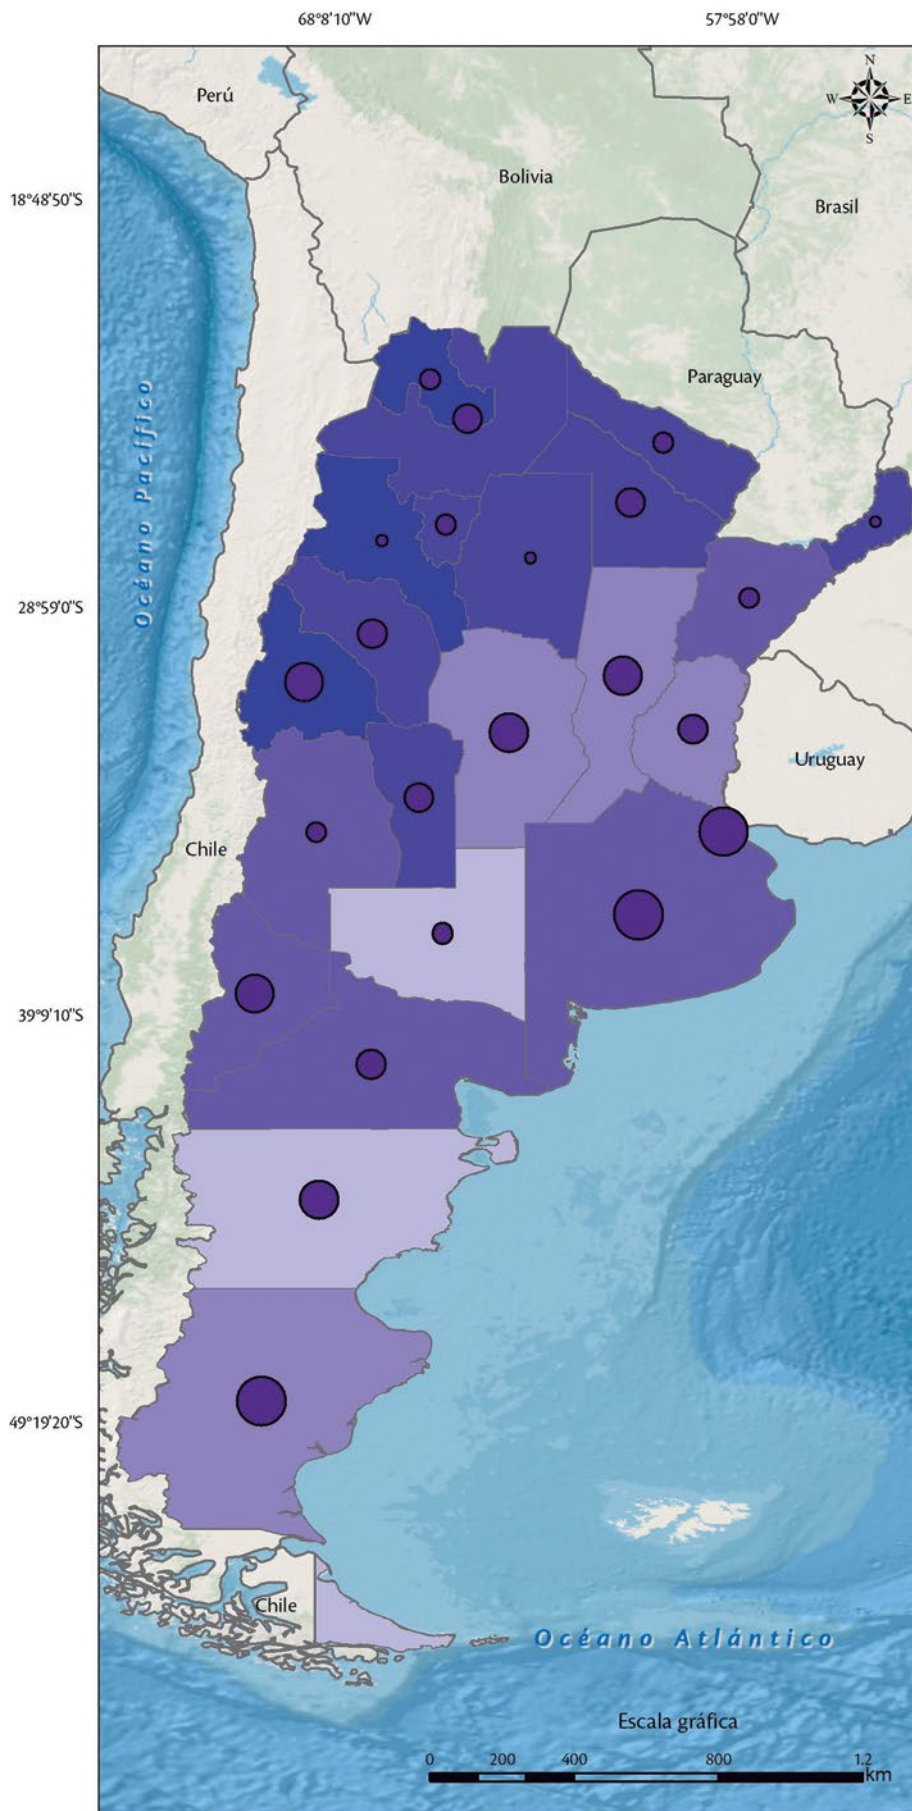 68°8'10"W
57°58'0"W
N
W
E
S
Perú
18°48'50"S
Bolivia
Brasil
Paraguay
Océano Pacífico
28°59'0"S
Uruguay
Chile
39°9'10"S
49°19'20"S
Chile
Océano Atlántico
Escala gráfica
0 200 400 800 1.2
km